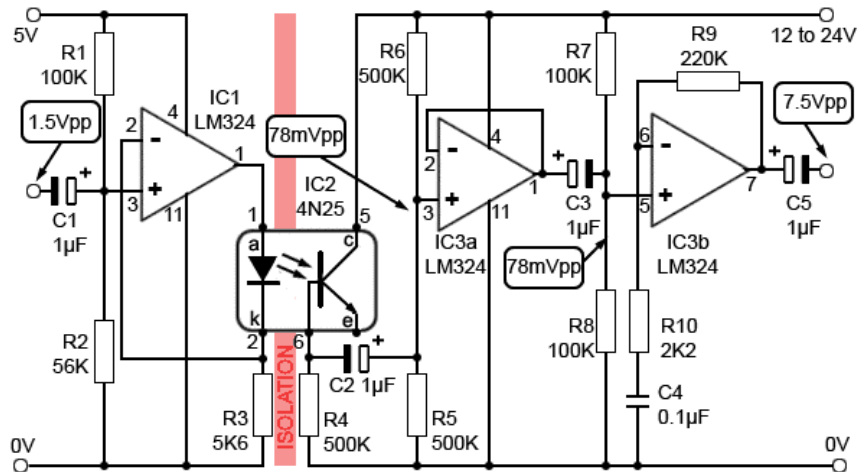 5V
R1
100K
1.5Vpp
+
C1
1µF
R2
56K
0V
2
-
+
3
4
11
1
IC1
LM324
78mVpp
IC2
4N25
1
5
a
c
k
e
2
6
ISOLATION
R3
5K6
R4
500K
+
C2 1µF
R6
500K
R5
500K
2
-
+
3
4
11
1
IC3a
LM324
+
C3
1µF
78mVpp
R7
100K
R8
100K
R9
220K
6
-
+
5
7
IC3b
LM324
R10
2K2
C4
0.1µF
12 to 24V
7.5Vpp
+
C5
1µF
0V